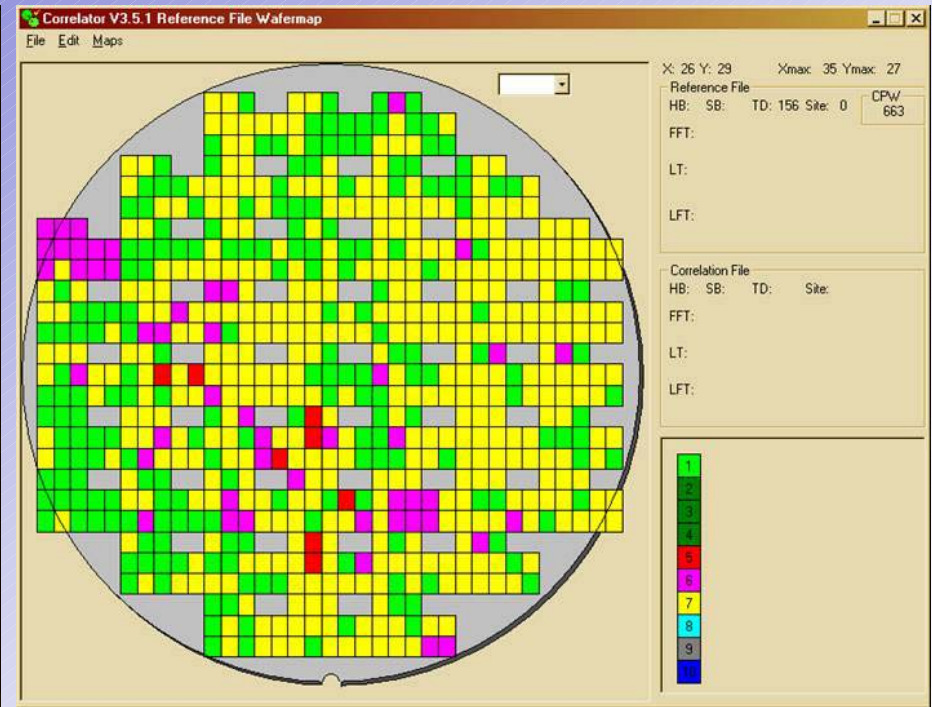 Correlator V3.5.1 Reference File Wafermap
File Edit Maps
X: 26 Y: 29 Xmax: 35 Ymax: 27
Reference File
HB: SB: TD: 156 Site: 0
CPW
663
FFT:
LT:
LFT:
Correlation File
HB: SB: TD: Site:
FFT:
LT:
LFT:
1
2
3
4
5
6
7
8
9
10